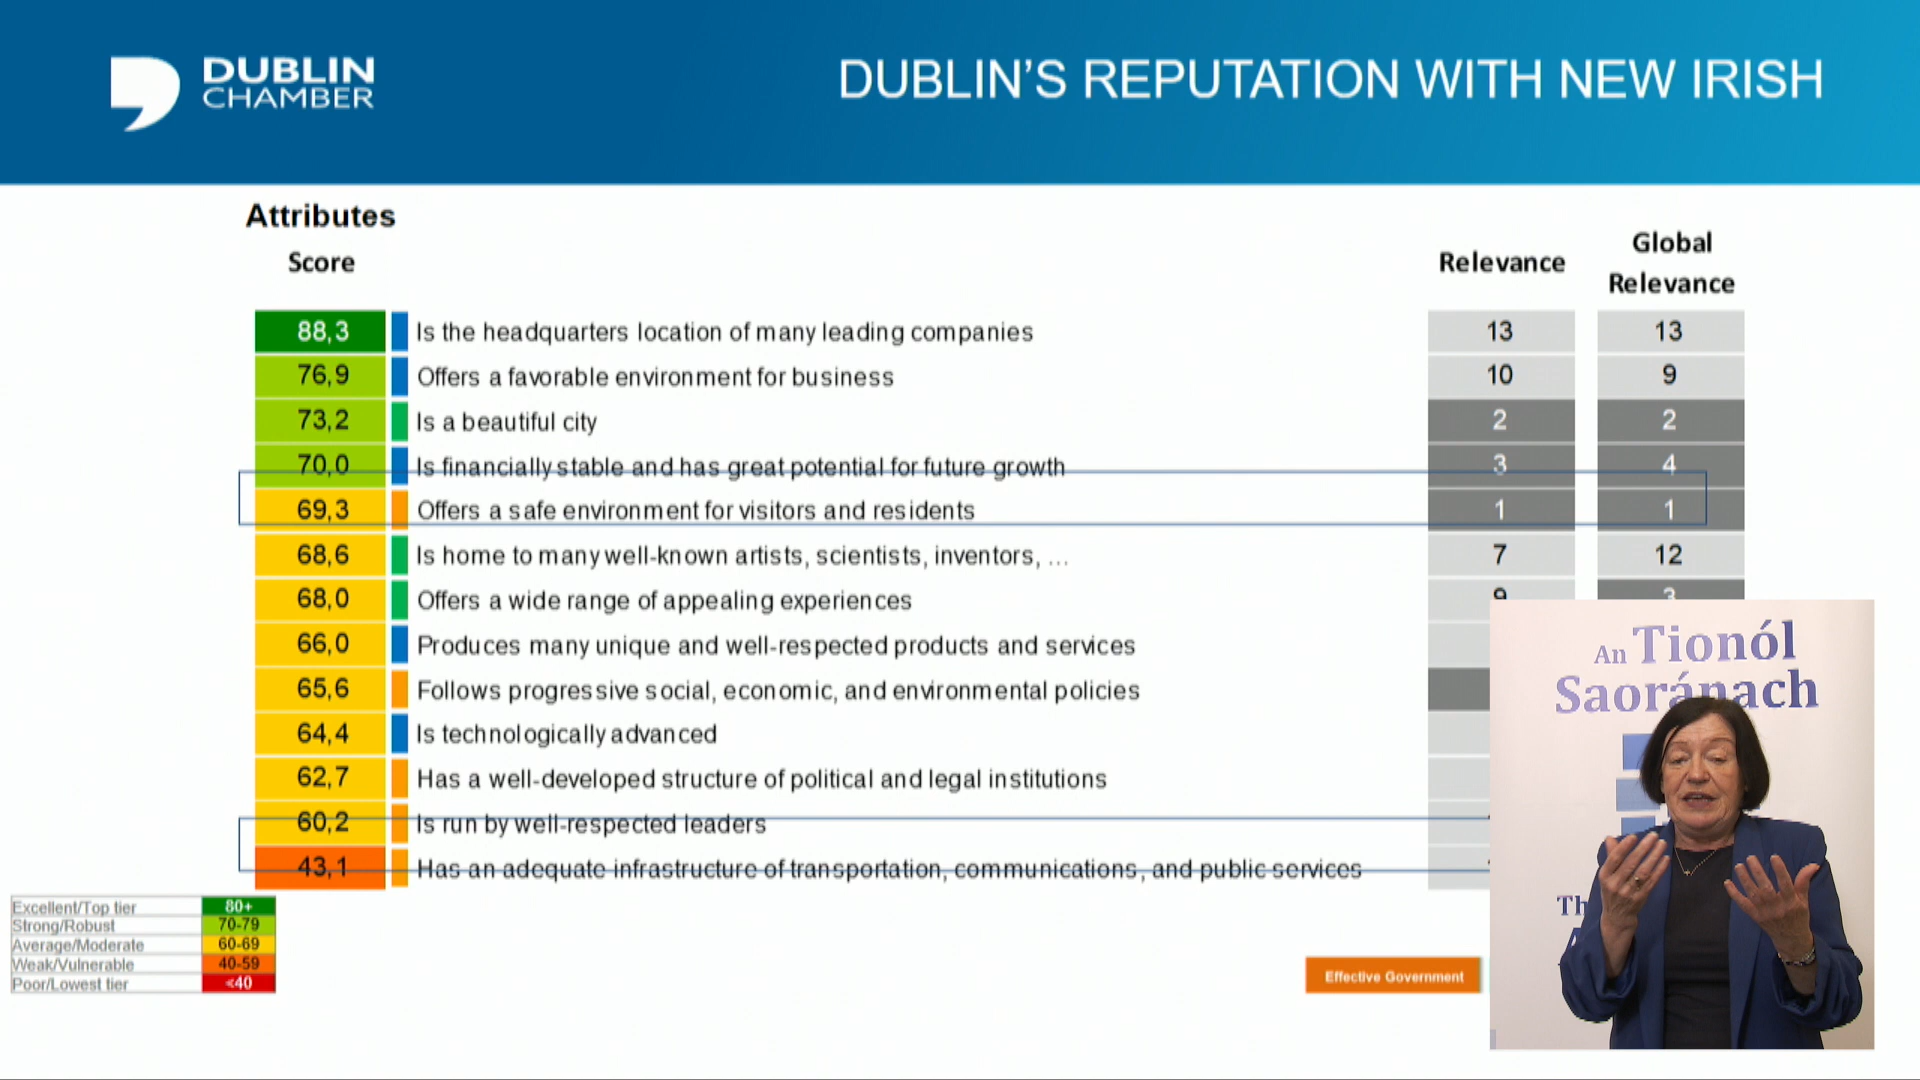 DUBLIN
CHAMBER
DUBLIN’S REPUTATION WITH NEW IRISH
Attributes
Score
Relevance
Global
Relevance
88,3 Is the headquarters location of many leading companies 13 13
76,9 Offers a favorable environment for business 10 9
73,2 Is a beautiful city 2 2
70,0 Is financially stable and has great potential for future growth 3 4
69,3 Offers a safe environment for visitors and residents 1 1
68,6 Is home to many well-known artists, scientists, inventors, … 7 12
68,0 Offers a wide range of appealing experiences 9 3
66,0 Produces many unique and well-respected products and services
65,6 Follows progressive social, economic, and environmental policies
64,4 Is technologically advanced
62,7 Has a well-developed structure of political and legal institutions
60,2 Is run by well-respected leaders
43,1 Has an adequate infrastructure of transportation, communications, and public services
Excellent/Top tier 80+
Strong/Robust 70-79
Average/Moderate 60-69
Weak/Vulnerable 40-59
Poor/Lowest tier <40
Effective Government
An Tionól
Saoránach